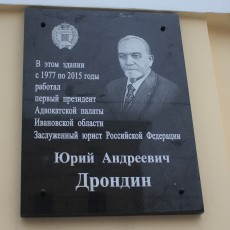 В этом здании
с 1977 по 2015 годы
работал
первый президент
Адвокатской палаты
Ивановской области
Заслуженный юрист Российской Федерации
Юрий Андреевич
Дрондин